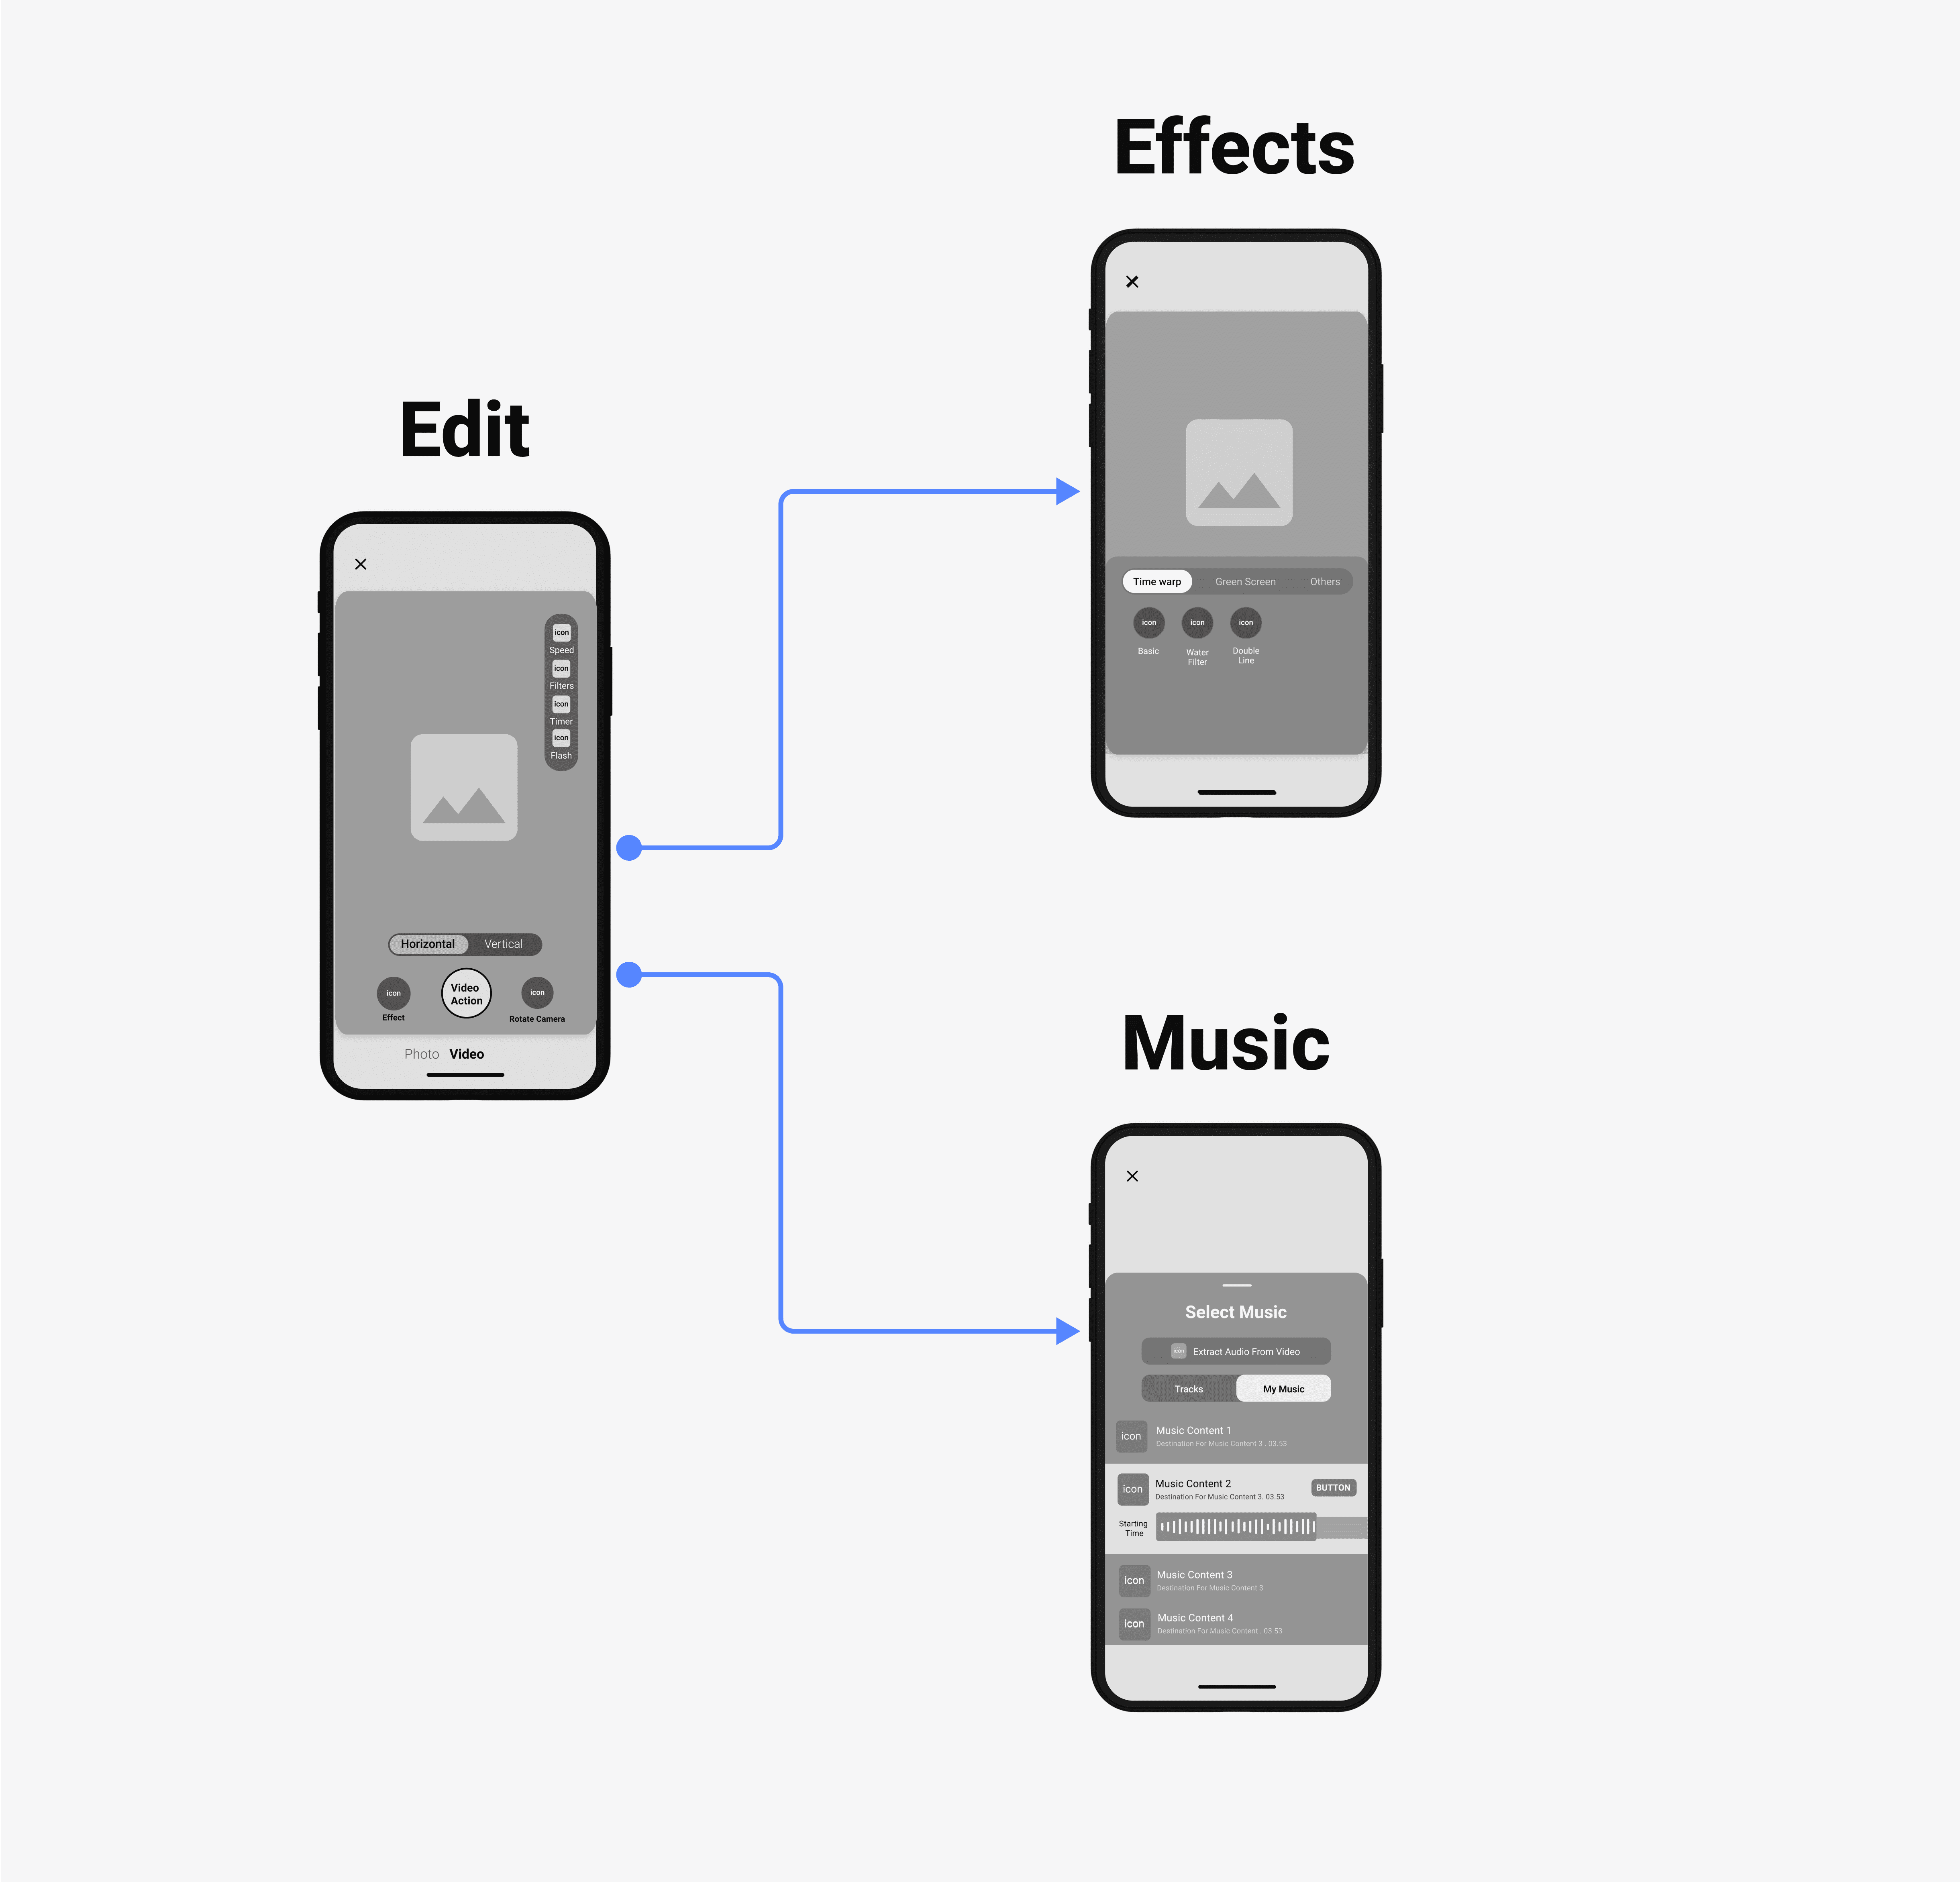 Effects
Time warp Green Screen Others
icon icon icon
Basic Water Double
Filter Line
Edit
icon
Speed
icon
Filters
icon
Timer
icon
Flash
Horizontal Vertical
icon Video icon
Action
Effect Rotate Camera
Photo Video
Music
Select Music
icon Extract Audio From Video
Tracks My Music
icon Music Content 1
Destination For Music Content 3 . 03.53
icon Music Content 2 BUTTON
Destination For Music Content 3. 03.53
Starting
Time
icon Music Content 3
Destination For Music Content 3
icon Music Content 4
Destination For Music Content . 03.53